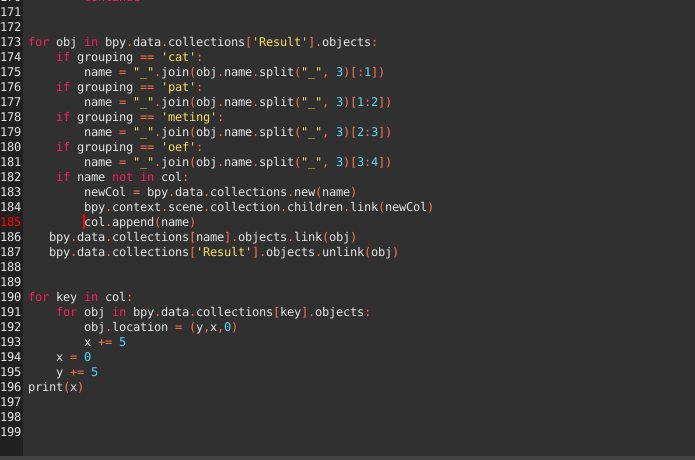 continue
171
172
173 for obj in bpy.data.collections['Result'].objects:
174     if grouping == 'cat':
175         name = "_".join(obj.name.split("_", 3)[:1])
176     if grouping == 'pat':
177         name = "_".join(obj.name.split("_", 3)[1:2])
178     if grouping == 'meting':
179         name = "_".join(obj.name.split("_", 3)[2:3])
180     if grouping == 'oef':
181         name = "_".join(obj.name.split("_", 3)[3:4])
182     if name not in col:
183         newCol = bpy.data.collections.new(name)
184         bpy.context.scene.collection.children.link(newCol)
185         col.append(name)
186    bpy.data.collections[name].objects.link(obj)
187    bpy.data.collections['Result'].objects.unlink(obj)
188
189
190 for key in col:
191     for obj in bpy.data.collections[key].objects:
192         obj.location = (y,x,0)
193         x += 5
194     x = 0
195     y += 5
196 print(x)
197
198
199